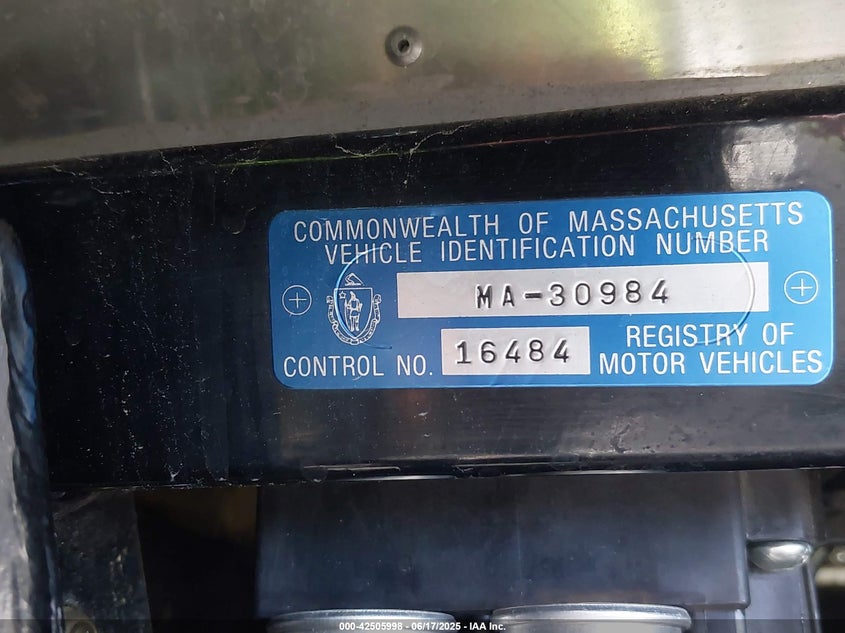 COMMONWEALTH OF MASSACHUSETTS
VEHICLE IDENTIFICATION NUMBER
MA-30984
CONTROL NO. 16484
REGISTRY OF
MOTOR VEHICLES
000-42505998 - 06/17/2025 - IAA Inc.